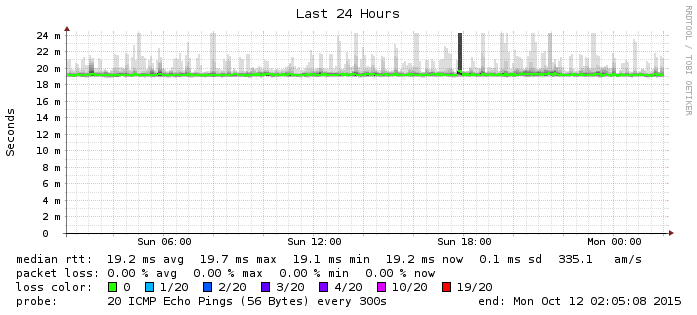 Last 24 Hours
RRDTOOL / TOBI OETIKER
Seconds
24 m
22 m
20 m
18 m
16 m
14 m
12 m
10 m
8 m
6 m
4 m
2 m
0
Sun 06:00 Sun 12:00 Sun 18:00 Mon 00:00
median rtt: 19.2 ms avg 19.7 ms max 19.1 ms min 19.2 ms now 0.1 ms sd 335.1 am/s
packet loss: 0.00 % avg 0.00 % max 0.00 % min 0.00 % now
loss color: 0 1/20 2/20 3/20 4/20 10/20 19/20
probe: 20 ICMP Echo Pings (56 Bytes) every 300s end: Mon Oct 12 02:05:08 2015